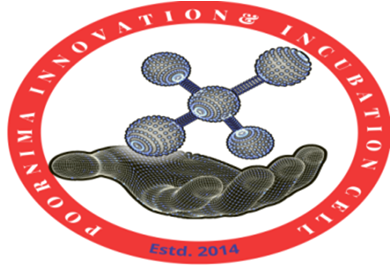 POORNIMA INNOVATION & INCUBATION CELL
Estd. 2014